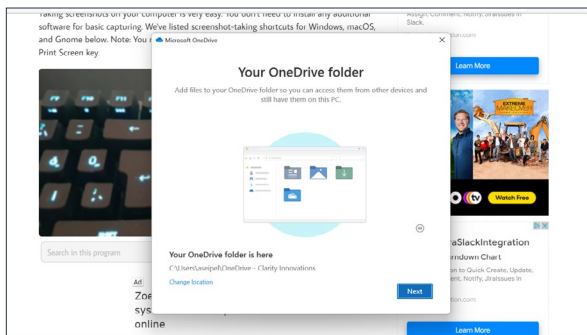 Taking screenshots on your computer is very easy. You don't need to install any additional
software for basic capturing. We've listed screenshot-taking shortcuts for Windows, macOS,
and Gnome below. Note: You
Print Screen key.
Microsoft OneDrive
Your OneDrive folder
Add files to your OneDrive folder so you can access them from other devices and
still have them on this PC.
Your OneDrive folder is here
C:\Users\aseipel\OneDrive - Clarity Innovations
Change location
Next
Search in this program
Ad
Zoe
sys
online
Assign, Comment, Notify, Jiraissues in
Slack.
Learn More
EXTREME
MAKEOVER
tv
Watch Free
aSlackIntegration
rndown Chart
on to Quick Create, Update,
ent, Notify, Jiraissues in
Learn More